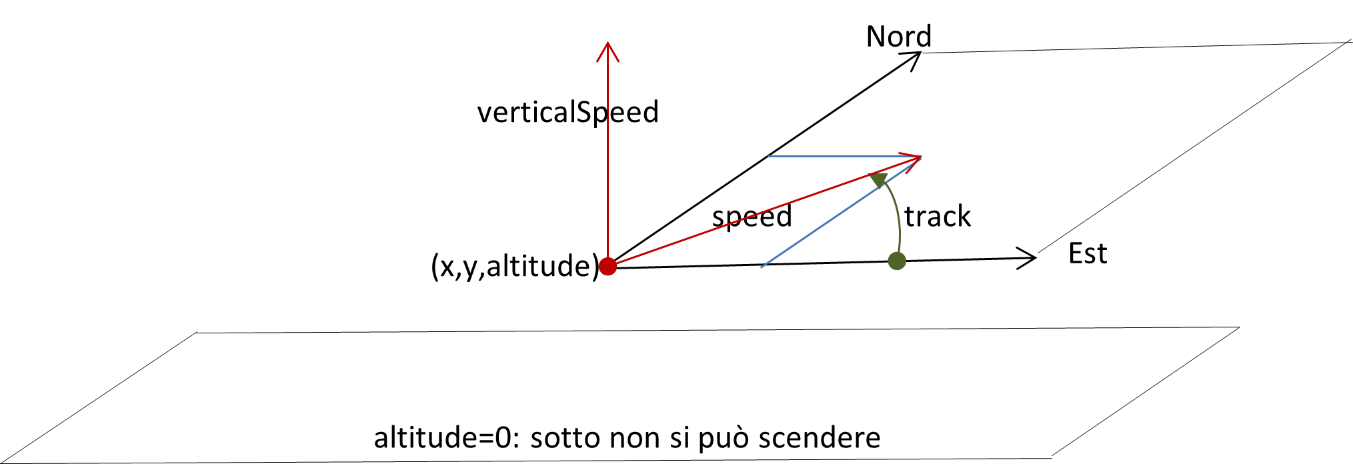 Nord
verticalSpeed
speed
track
(x,y,altitude)
Est
altitude=0: sotto non si può scendere